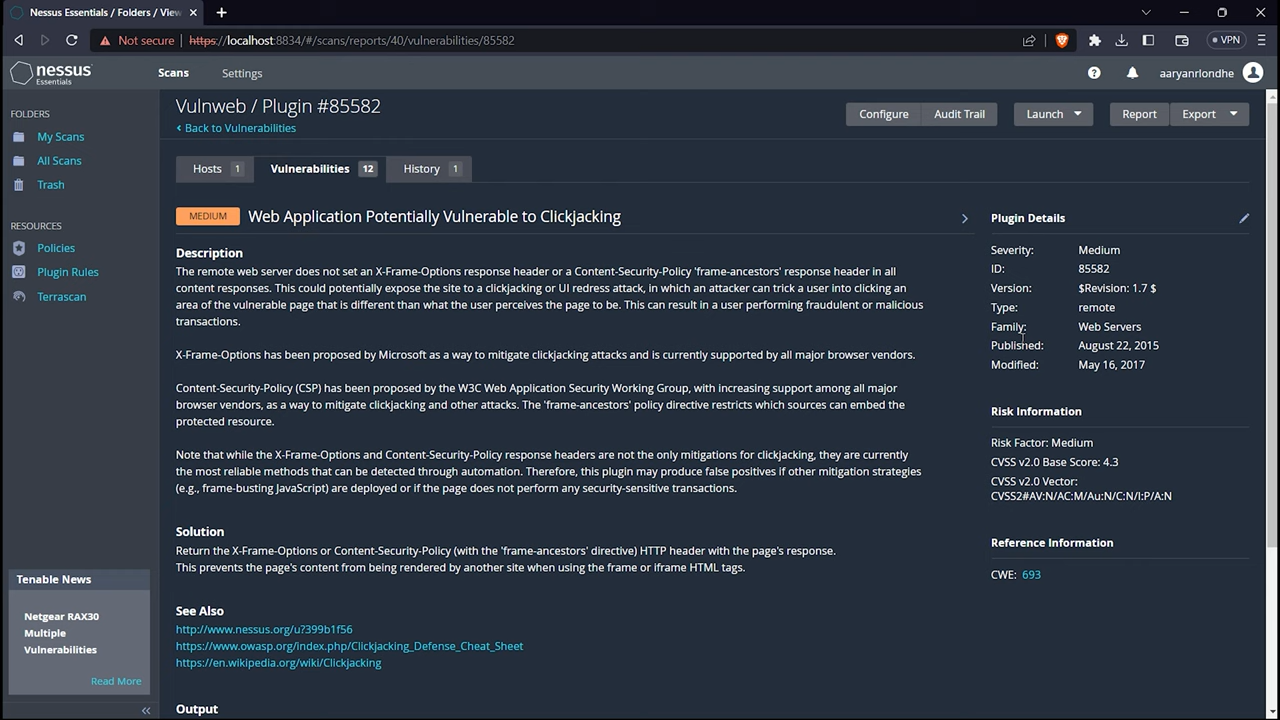 Nessus Essentials / Folders / View
Not secure
https://localhost:8834/#/scans/reports/40/vulnerabilities/85582
VPN
nessus
Essentials
Scans
Settings
aaryanrlondhe
FOLDERS
My Scans
All Scans
Trash
RESOURCES
Policies
Plugin Rules
Terrascan
Tenable News
Netgear RAX30
Multiple
Vulnerabilities
Read More
Vulnweb / Plugin #85582
Back to Vulnerabilities
Configure
Audit Trail
Launch
Report
Export
Hosts 1
Vulnerabilities 12
History 1
MEDIUM
Web Application Potentially Vulnerable to Clickjacking
Description
The remote web server does not set an X-Frame-Options response header or a Content-Security-Policy 'frame-ancestors' response header in all
content responses. This could potentially expose the site to a clickjacking or UI redress attack, in which an attacker can trick a user into clicking an
area of the vulnerable page that is different than what the user perceives the page to be. This can result in a user performing fraudulent or malicious
transactions.
X-Frame-Options has been proposed by Microsoft as a way to mitigate clickjacking attacks and is currently supported by all major browser vendors.
Content-Security-Policy (CSP) has been proposed by the W3C Web Application Security Working Group, with increasing support among all major
browser vendors, as a way to mitigate clickjacking and other attacks. The 'frame-ancestors' policy directive restricts which sources can embed the
protected resource.
Note that while the X-Frame-Options and Content-Security-Policy response headers are not the only mitigations for clickjacking, they are currently
the most reliable methods that can be detected through automation. Therefore, this plugin may produce false positives if other mitigation strategies
(e.g., frame-busting JavaScript) are deployed or if the page does not perform any security-sensitive transactions.
Solution
Return the X-Frame-Options or Content-Security-Policy (with the 'frame-ancestors' directive) HTTP header with the page's response.
This prevents the page's content from being rendered by another site when using the frame or iframe HTML tags.
See Also
http://www.nessus.org/u?399b1f56
https://www.owasp.org/index.php/Clickjacking_Defense_Cheat_Sheet
https://en.wikipedia.org/wiki/Clickjacking
Output
Plugin Details
Severity: Medium
ID: 85582
Version: $Revision: 1.7 $
Type: remote
Family: Web Servers
Published: August 22, 2015
Modified: May 16, 2017
Risk Information
Risk Factor: Medium
CVSS v2.0 Base Score: 4.3
CVSS v2.0 Vector:
CVSS2#AV:N/AC:M/Au:N/C:N/I:P/A:N
Reference Information
CWE: 693